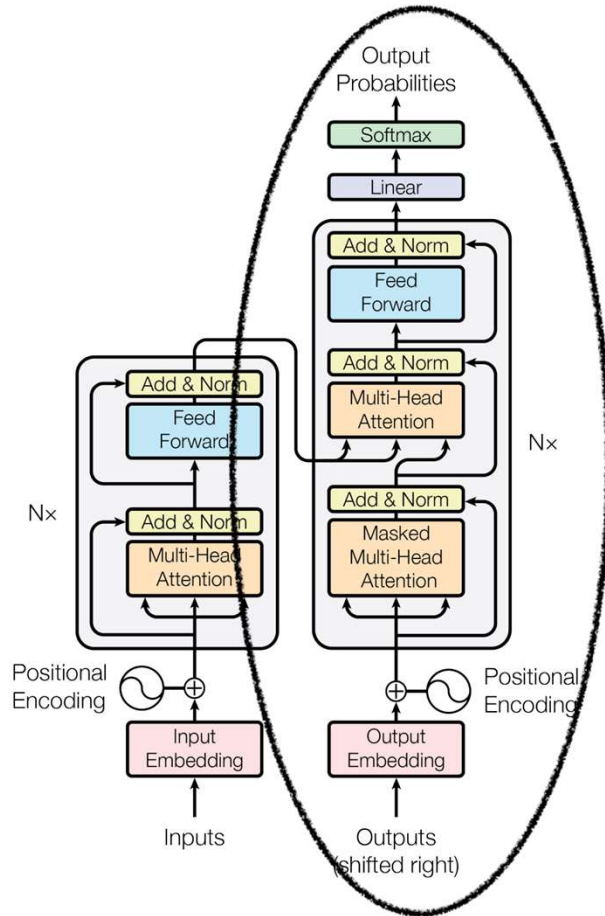 Output
Probabilities
Softmax
Linear
Add & Norm
Feed
Forward
Add & Norm
Multi-Head
Attention
Add & Norm
Feed
Forward
N×
N×
Add & Norm
Masked
Multi-Head
Attention
Add & Norm
Multi-Head
Attention
Positional
Encoding
Positional
Encoding
Input
Embedding
Output
Embedding
Inputs
Outputs
(shifted right)